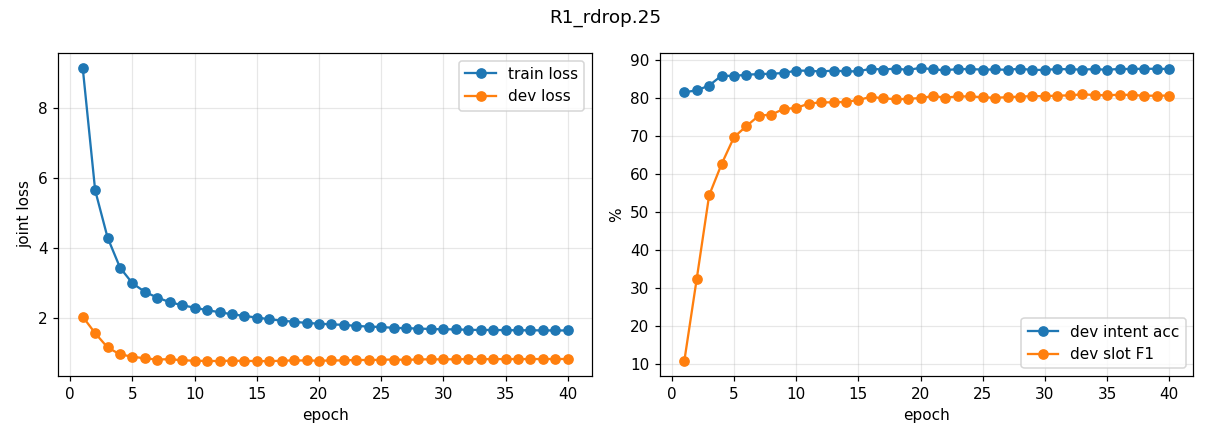 R1_rdrop.25
joint loss
8
6
4
2
train loss
dev loss
0 5 10 15 20 25 30 35 40
epoch
%
90
80
70
60
50
40
30
20
10
dev intent acc
dev slot F1
0 5 10 15 20 25 30 35 40
epoch